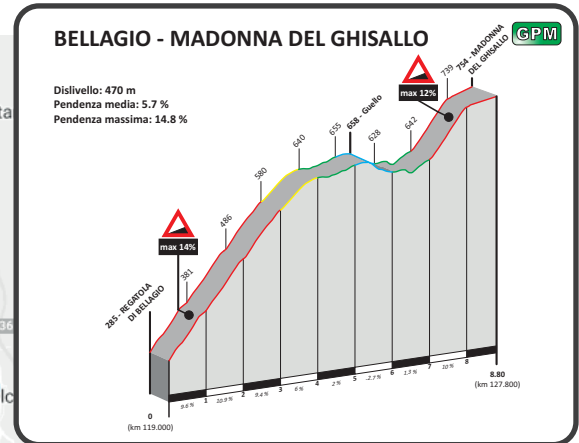 BELLAGIO - MADONNA DEL GHISALLO
GPM
Dislivello: 470 m
Pendenza media: 5.7 %
Pendenza massima: 14.8 %
285 - REGATOLA
DI BELLAGIO
max 14%
381
486
580
640
655
658 - Guello
628
642
max 12%
739
754 - MADONNA
DEL GHISALLO
0
(km 119.000)
9.6 %
1
10.9 %
2
9.4 %
3
6 %
4
2 %
5
-2.7 %
6
1.3 %
7
10 %
8
8.80
(km 127.800)
ta
36
lc